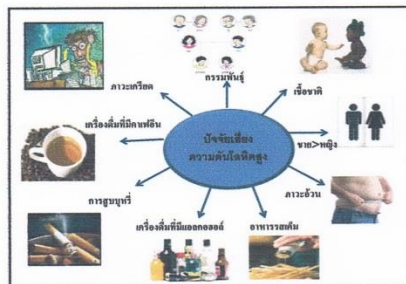 กรรมพันธุ์
ภาวะเครียด
เชื้อชาติ
เครื่องดื่มที่มีคาเฟอีน
ปัจจัยเสี่ยง
ความดันโลหิตสูง
ชาย>หญิง
การสูบบุหรี่
ภาวะอ้วน
เครื่องดื่มที่มีแอลกอฮอล์
อาหารรสเค็ม